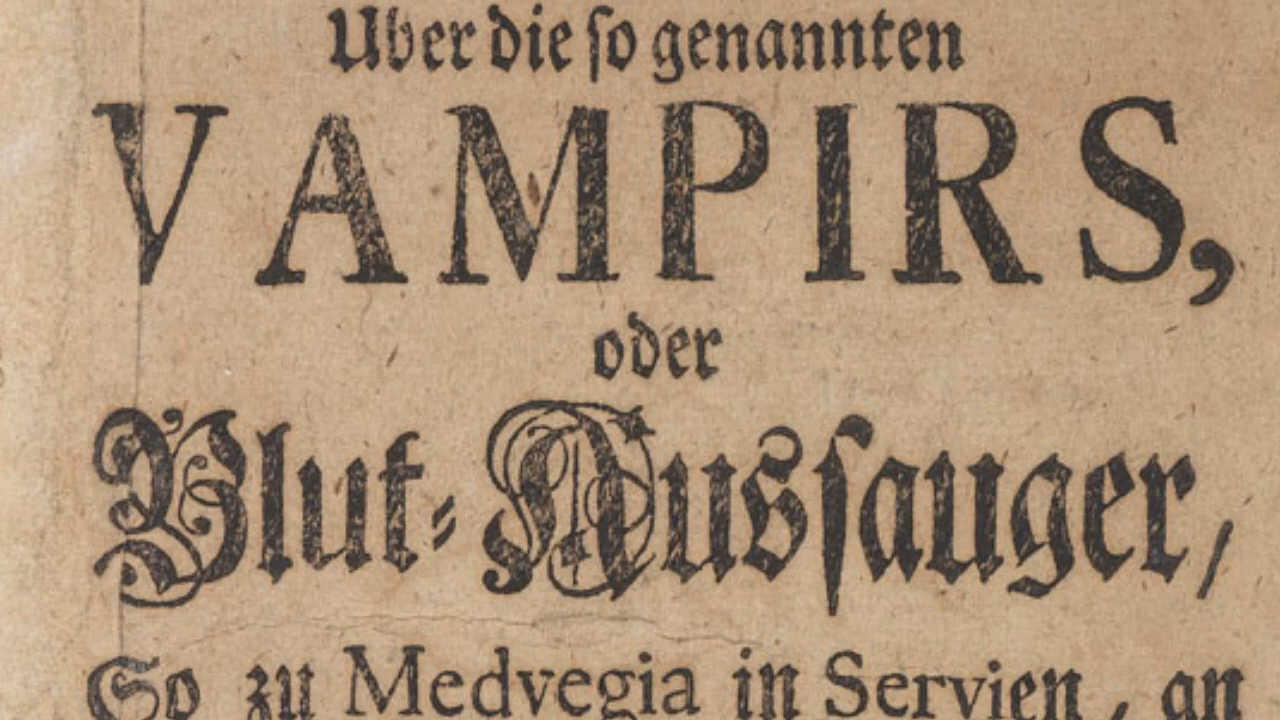 Uber die so genannten
VAMPIRS,
oder
Blut-Aussauger,
So zu Medvegia in Servien, an